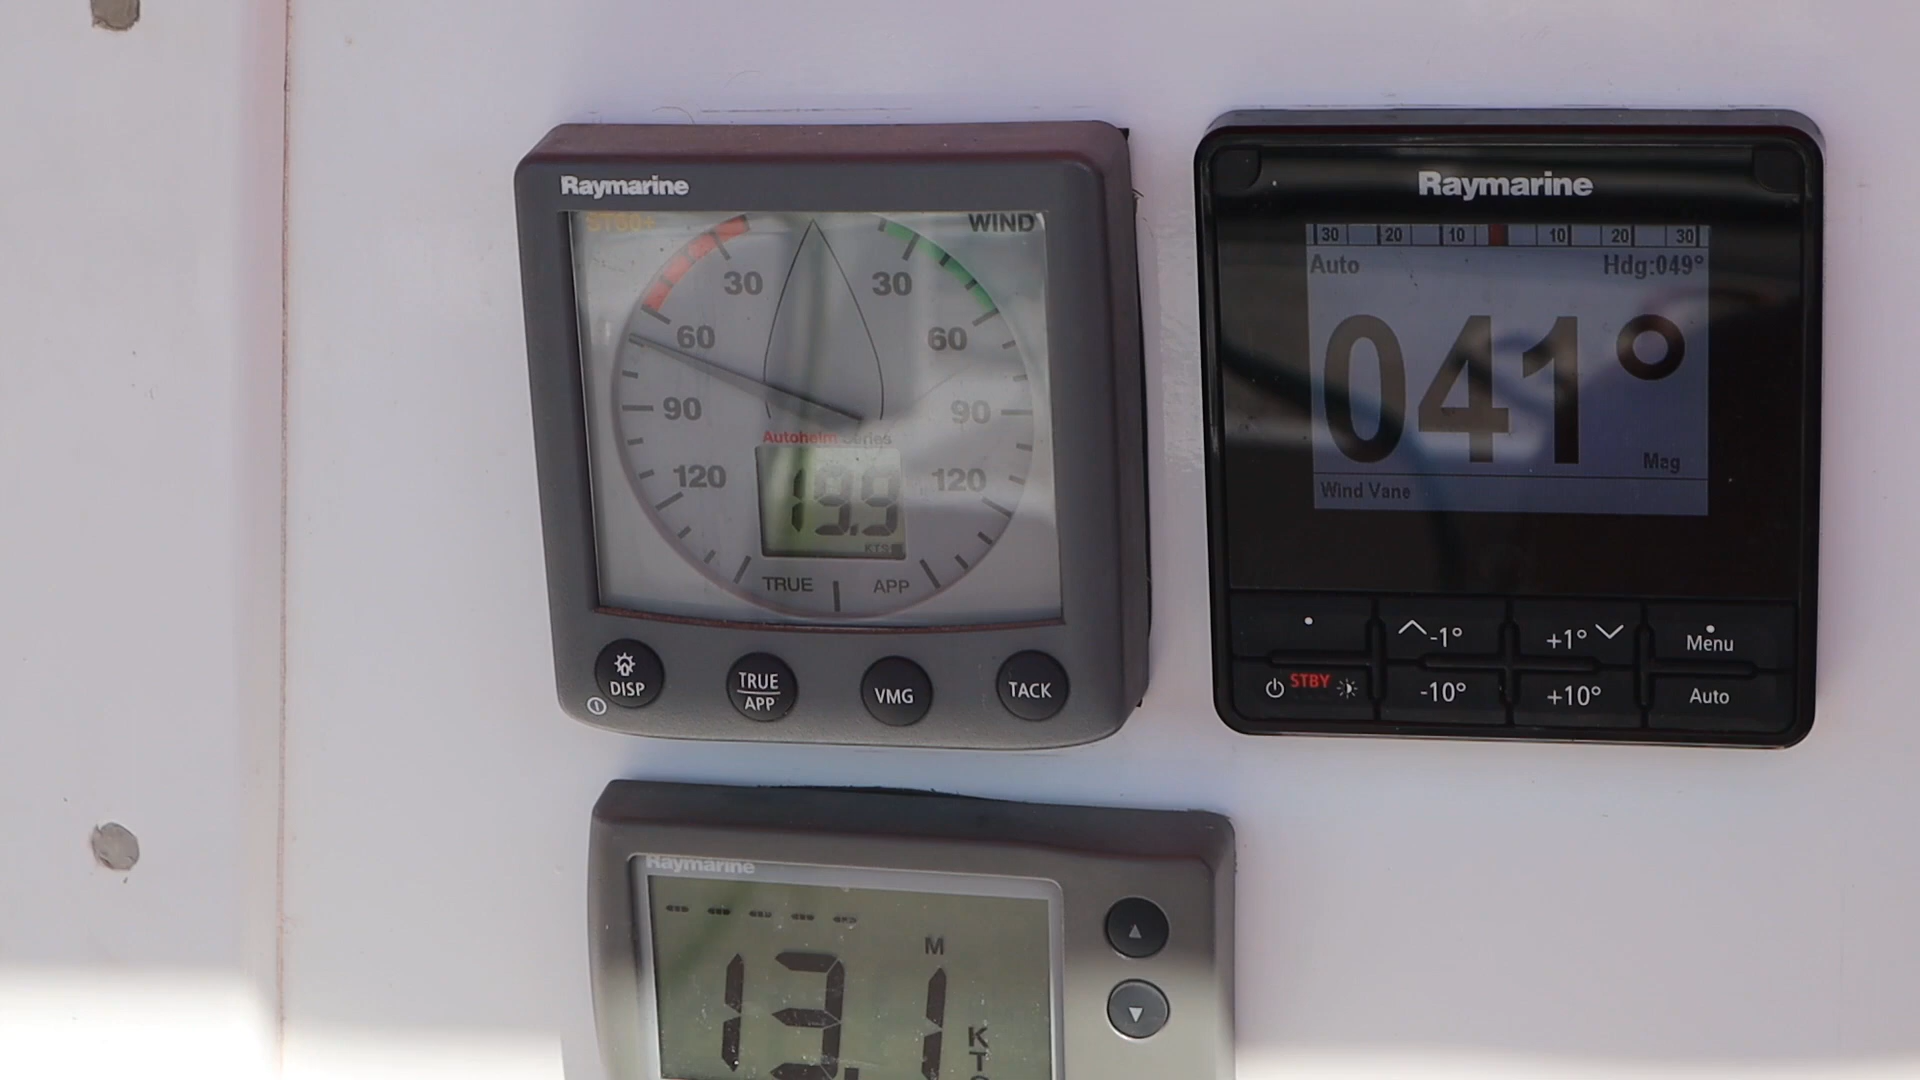 Raymarine
ST60+ WIND
30 30
60 60
90 90
Autohelm Series
120 120
19.9
KTS
TRUE APP
DISP
TRUE
APP
VMG
TACK
Raymarine
30 20 10 10 20 30
Auto Hdg:049°
041°
Mag
Wind Vane
-1° +1° Menu
STBY -10° +10° Auto
Raymarine
- - - - -
M
13.1
KT